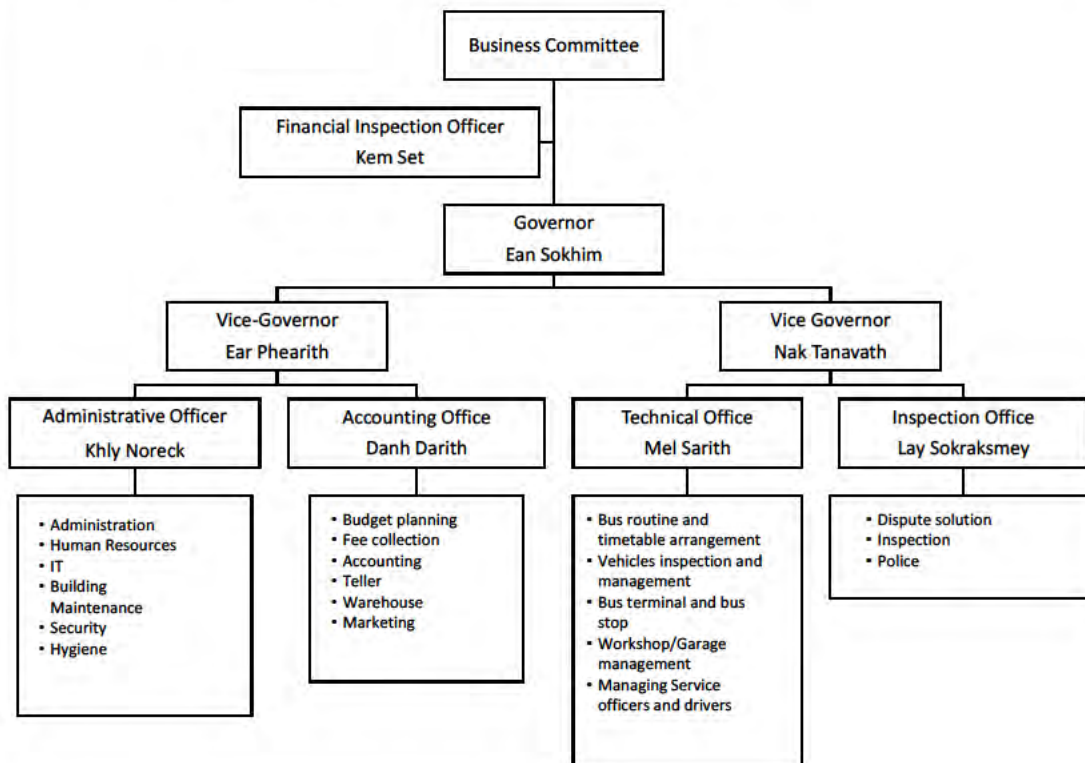 Business Committee
Financial Inspection Officer
Kem Set
Governor
Ean Sokhim
Vice-Governor
Ear Phearith
Vice Governor
Nak Tanavath
Administrative Officer
Khly Noreck
Accounting Office
Danh Darith
Technical Office
Mel Sarith
Inspection Office
Lay Sokraksmey
• Administration
• Human Resources
• IT
• Building
Maintenance
• Security
• Hygiene
• Budget planning
• Fee collection
• Accounting
• Teller
• Warehouse
• Marketing
• Bus routine and
timetable arrangement
• Vehicles inspection and
management
• Bus terminal and bus
stop
• Workshop/Garage
management
• Managing Service
officers and drivers
• Dispute solution
• Inspection
• Police